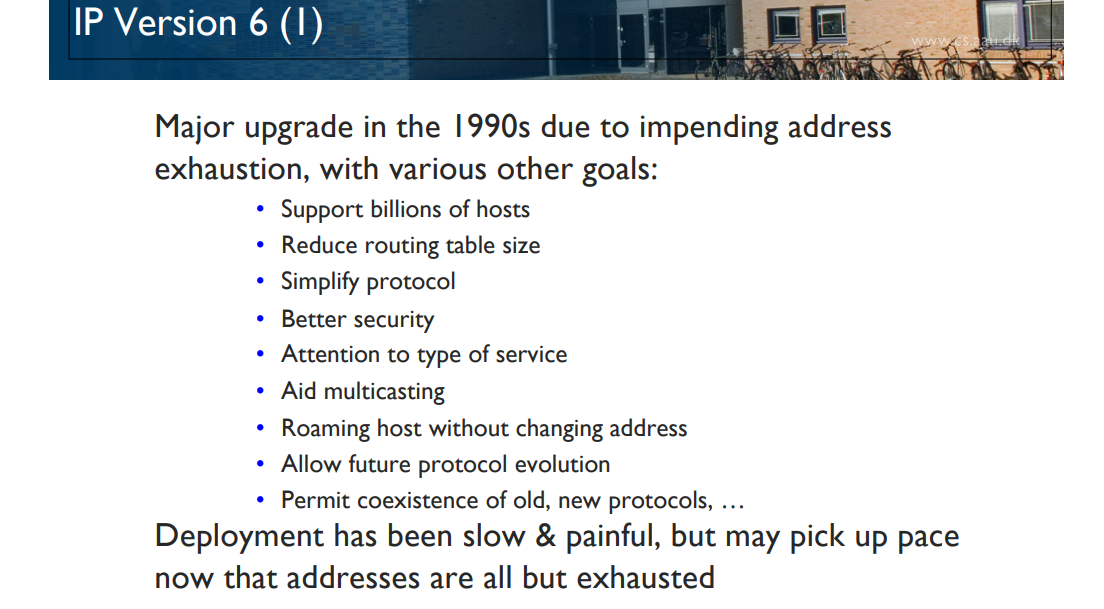 IP Version 6 (1)
www.cs.aau.dk
Major upgrade in the 1990s due to impending address
exhaustion, with various other goals:
• Support billions of hosts
• Reduce routing table size
• Simplify protocol
• Better security
• Attention to type of service
• Aid multicasting
• Roaming host without changing address
• Allow future protocol evolution
• Permit coexistence of old, new protocols, …
Deployment has been slow & painful, but may pick up pace
now that addresses are all but exhausted